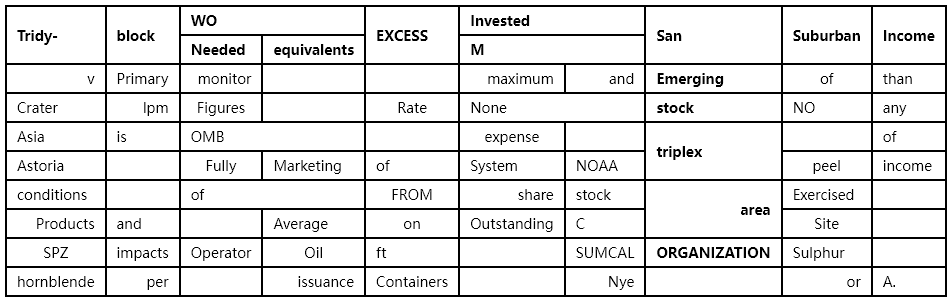 Tridy- block WO EXCESS Invested San Suburban Income
Needed equivalents M
v Primary monitor maximum and Emerging of than
Crater lpm Figures Rate None stock NO any
Asia is OMB expense triplex of
Astoria Fully Marketing of System NOAA peel income
conditions of FROM share stock area Exercised
Products and Average on Outstanding C Site
SPZ impacts Operator Oil ft SUMCAL ORGANIZATION Sulphur
hornblende per issuance Containers Nye or A.